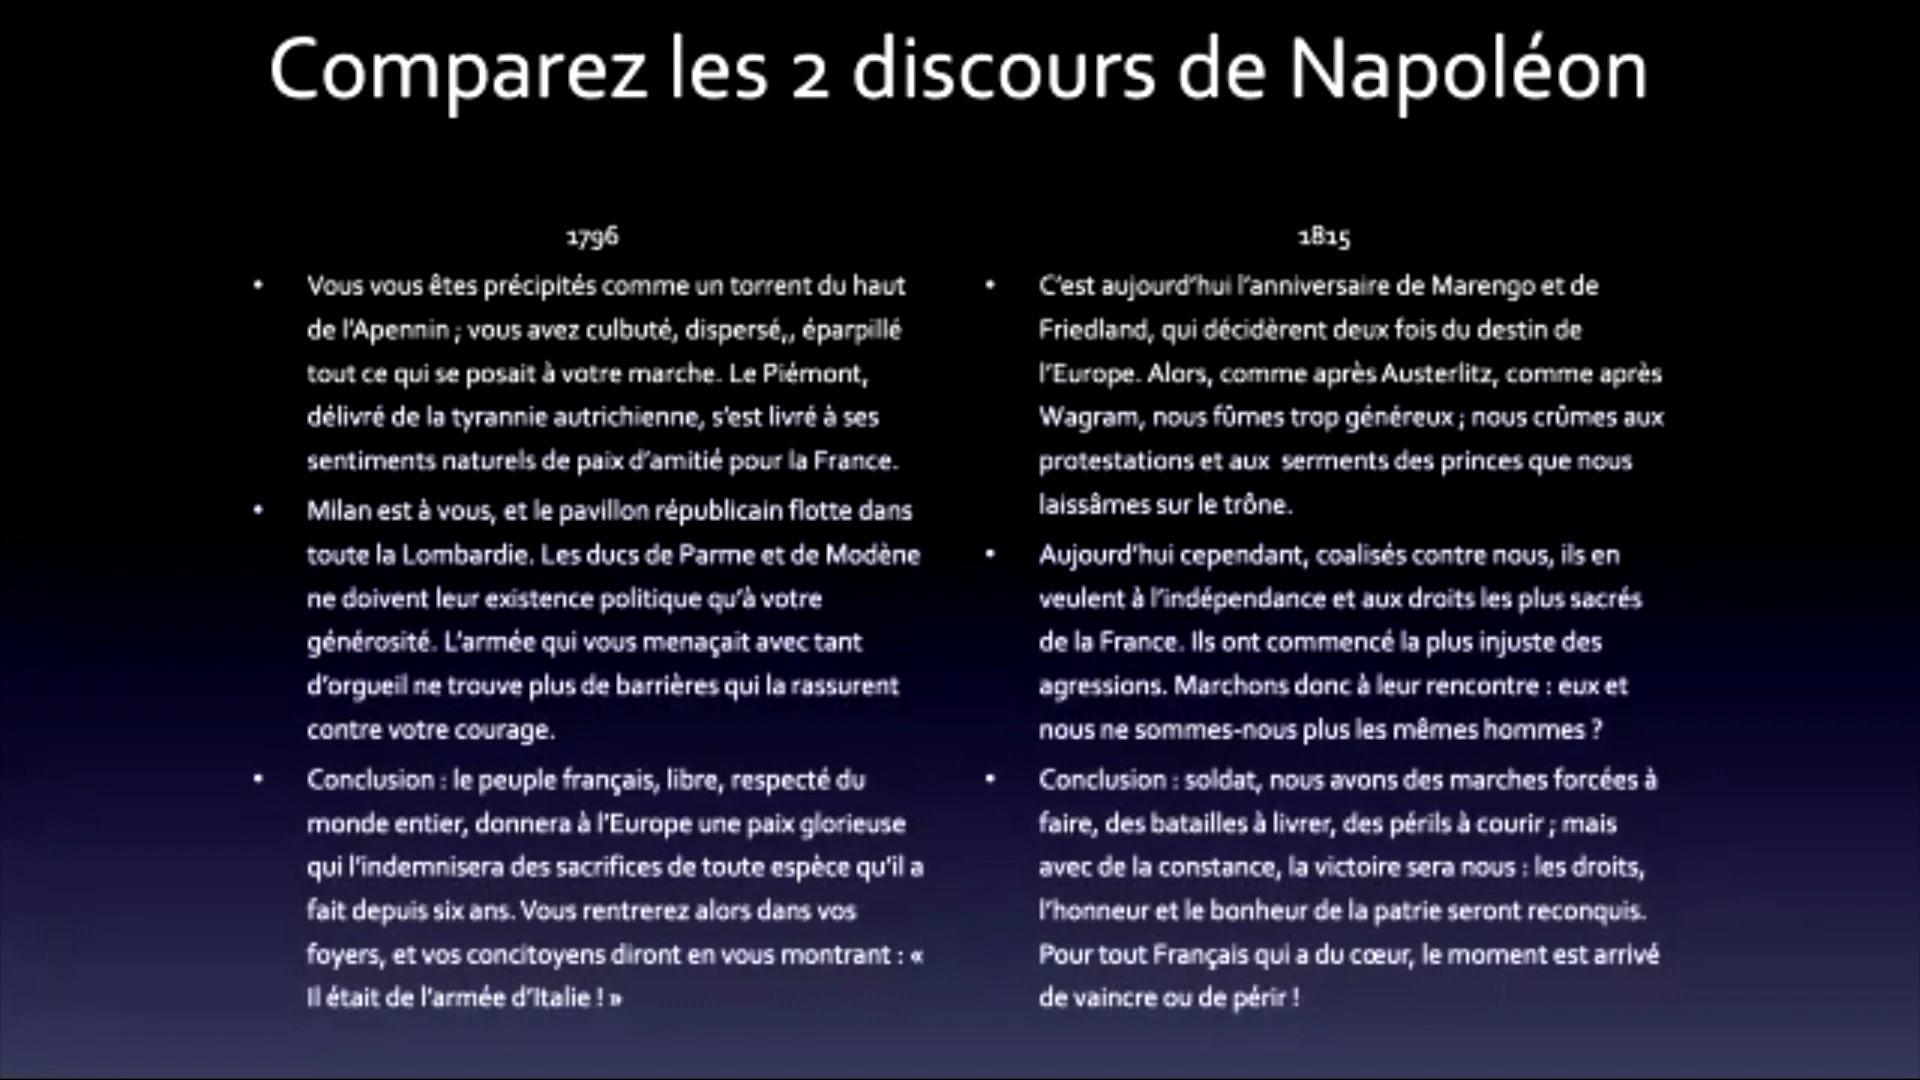 Comparez les 2 discours de Napoléon
1796
• Vous vous êtes précipités comme un torrent du haut
de l'Apennin ; vous avez culbuté, dispersé,, éparpillé
tout ce qui se posait à votre marche. Le Piémont,
délivré de la tyrannie autrichienne, s'est livré à ses
sentiments naturels de paix d'amitié pour la France.
• Milan est à vous, et le pavillon républicain flotte dans
toute la Lombardie. Les ducs de Parme et de Modène
ne doivent leur existence politique qu'à votre
générosité. L'armée qui vous menaçait avec tant
d'orgueil ne trouve plus de barrières qui la rassurent
contre votre courage.
• Conclusion : le peuple français, libre, respecté du
monde entier, donnera à l'Europe une paix glorieuse
qui l'indemnisera des sacrifices de toute espèce qu'il a
fait depuis six ans. Vous rentrerez alors dans vos
foyers, et vos concitoyens diront en vous montrant : «
Il était de l'armée d'Italie ! »
1815
• C'est aujourd'hui l'anniversaire de Marengo et de
Friedland, qui décidèrent deux fois du destin de
l'Europe. Alors, comme après Austerlitz, comme après
Wagram, nous fûmes trop généreux ; nous crûmes aux
protestations et aux serments des princes que nous
laissâmes sur le trône.
• Aujourd'hui cependant, coalisés contre nous, ils en
veulent à l'indépendance et aux droits les plus sacrés
de la France. Ils ont commencé la plus injuste des
agressions. Marchons donc à leur rencontre : eux et
nous ne sommes-nous plus les mêmes hommes ?
• Conclusion : soldat, nous avons des marches forcées à
faire, des batailles à livrer, des périls à courir ; mais
avec de la constance, la victoire sera nous : les droits,
l'honneur et le bonheur de la patrie seront reconquis.
Pour tout Français qui a du cœur, le moment est arrivé
de vaincre ou de périr !